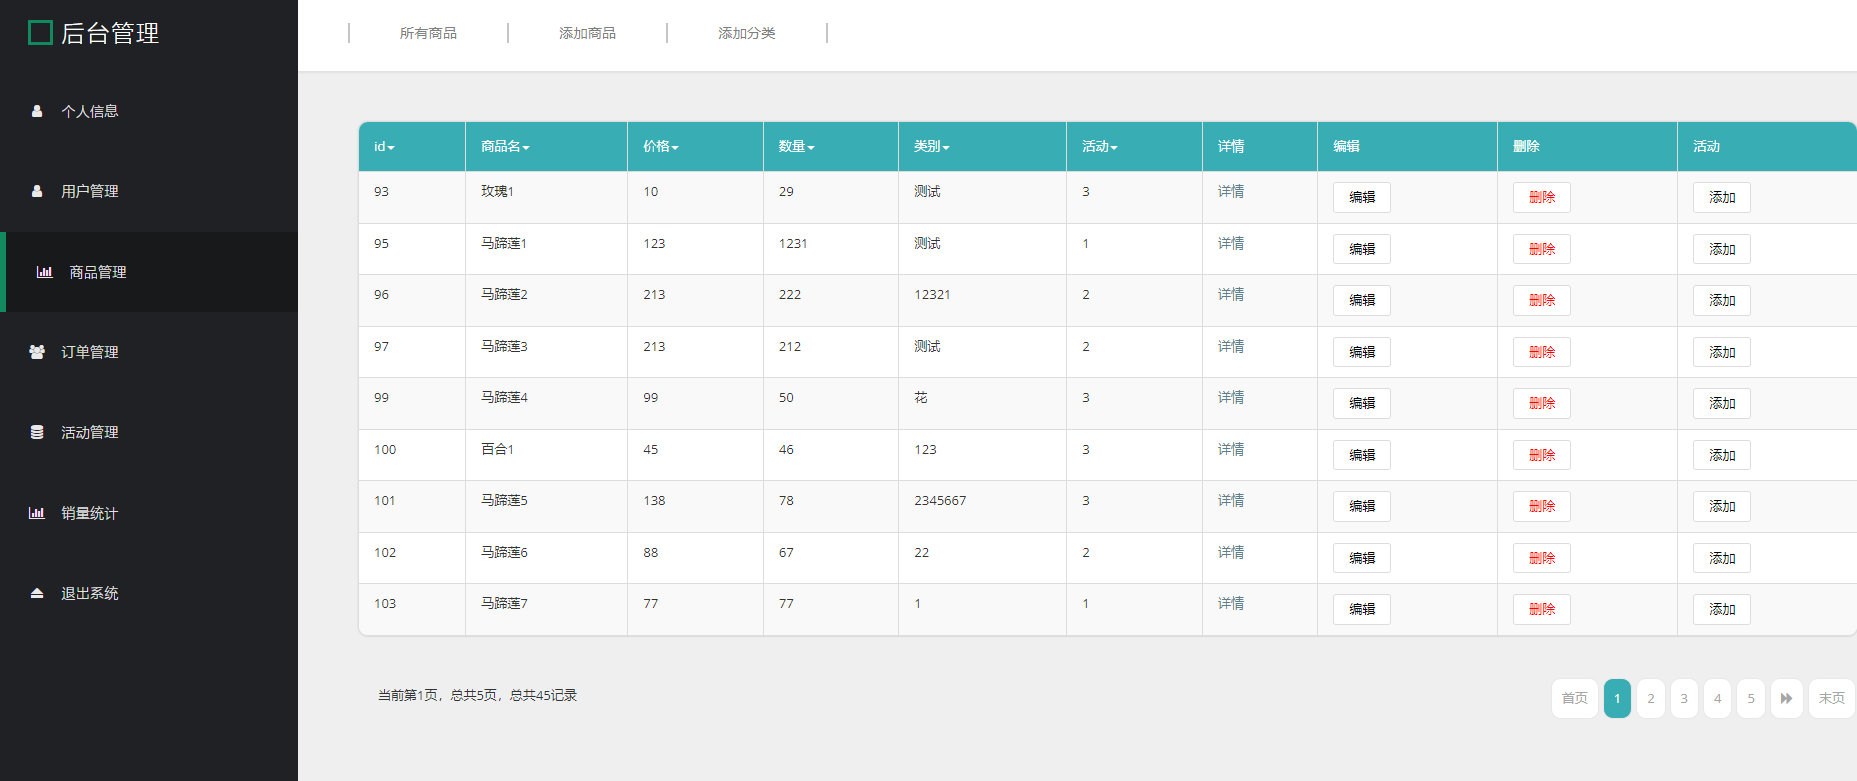 后台管理
个人信息
用户管理
商品管理
订单管理
活动管理
销量统计
退出系统
所有商品 添加商品 添加分类
id 商品名 价格 数量 类别 活动 详情 编辑 删除 活动
93 玫瑰1 10 29 测试 3 详情 编辑 删除 添加
95 马蹄莲1 123 1231 测试 1 详情 编辑 删除 添加
96 马蹄莲2 213 222 12321 2 详情 编辑 删除 添加
97 马蹄莲3 213 212 测试 2 详情 编辑 删除 添加
99 马蹄莲4 99 50 花 3 详情 编辑 删除 添加
100 百合1 45 46 123 3 详情 编辑 删除 添加
101 马蹄莲5 138 78 2345667 3 详情 编辑 删除 添加
102 马蹄莲6 88 67 22 2 详情 编辑 删除 添加
103 马蹄莲7 77 77 1 1 详情 编辑 删除 添加
当前第1页，总共5页，总共45记录 首页 1 2 3 4 5 末页